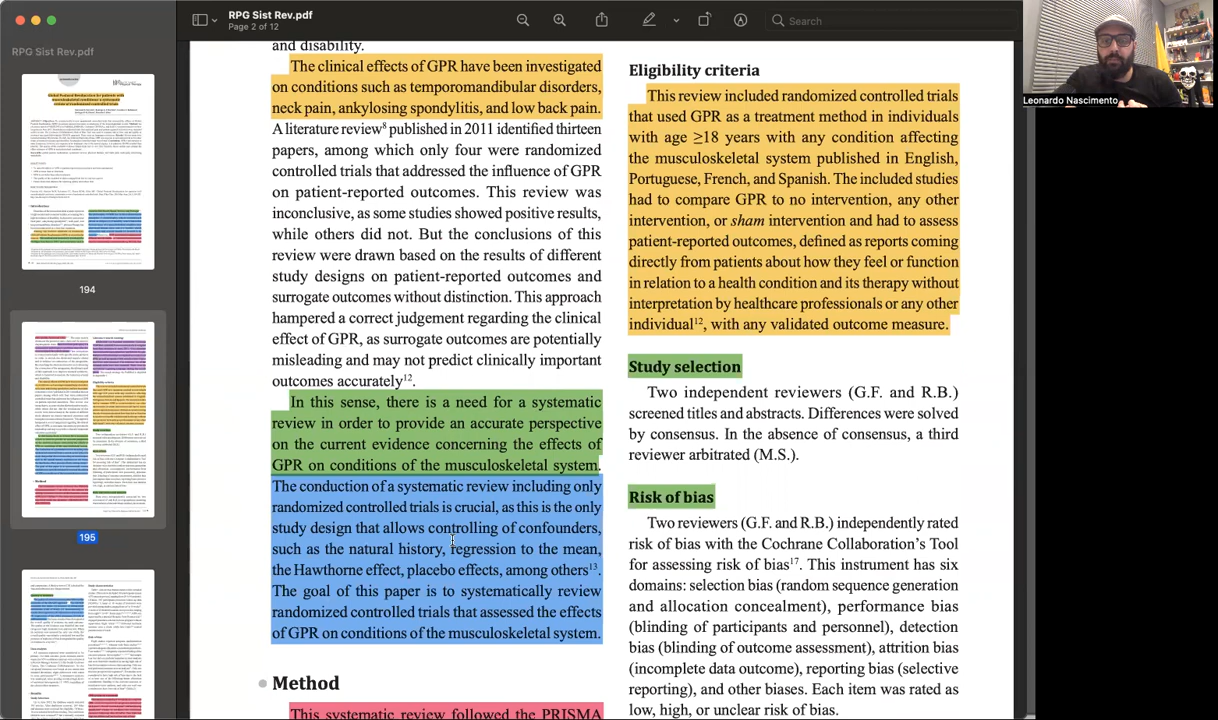 RPG Sist Rev.pdf
Page 2 of 12
Search
RPG Sist Rev.pdf
194
195
and disability.
The clinical effects of GPR have been investigated
on conditions such as temporomandibular disorders,
neck pain, ankylosing spondylitis and low back pain.
A literature review⁸ published in 2011 found thirteen
papers, among which only four were randomized
controlled trials that assessed the effectiveness of GPR
on patient-reported outcomes. This review was
inconclusive, as some studies showed positive results,
while others did not. But the conclusions of this
review were drawn based on the results of different
study designs on patient-reported outcomes and
surrogate outcomes without distinction. This approach
hampered a correct judgement regarding the clinical
effect of GPR, as surrogate outcomes are potentially
misleading and may not predict clinically important
outcomes accurately¹².
In this sense, there is a need for a systematic
review in order to provide an accurate perspective
on the current evidence concerning the effect of
GPR on conditions of the musculoskeletal system.
The conduction of a systematic review including only
randomized controlled trials is crucial, as this is the only
study design that allows controlling of confounders,
such as the natural history, regression to the mean,
the Hawthorne effect, placebo effects, among others¹³.
The goal of this paper is to systematically review
randomized controlled trials that assessed the effects
of GPR on conditions of the musculoskeletal system.
Method
This systematic review followed the PRISMA
Eligibility criteria
This review included randomized controlled trials
that used GPR as a treatment method in individuals
with age ≥18 years with any condition affecting
the musculoskeletal system published in English,
Portuguese, French and Spanish. The included studies
had to compare GPR to no intervention, any other
intervention, or sham intervention and had to assess
patient-reported outcomes, defined as reports coming
directly from patients about how they feel or function
in relation to a health condition and its therapy without
interpretation by healthcare professionals or any other
individual¹², with any validated outcome measure.
Study selection
Two independent reviewers (G.F. and R.B.)
screened titles and abstracts. Differences were solved
by consensus. In the absence of consensus, a third
reviewer arbitrated (M.S.).
Risk of bias
Two reviewers (G.F. and R.B.) independently rated
risk of bias with the Cochrane Collaboration’s Tool
for assessing risk of bias¹⁷. This instrument has six
domains: selection bias (random sequence generation
and allocation concealment), performance bias
(blinding of patients and personnel), detection
bias (blinding of outcome assessment), attrition bias
(incomplete data outcome), reporting bias (selective
reporting), and other biases. Each item was rated as
low, high, or unclear risk of bias.
Leonardo Nascimento